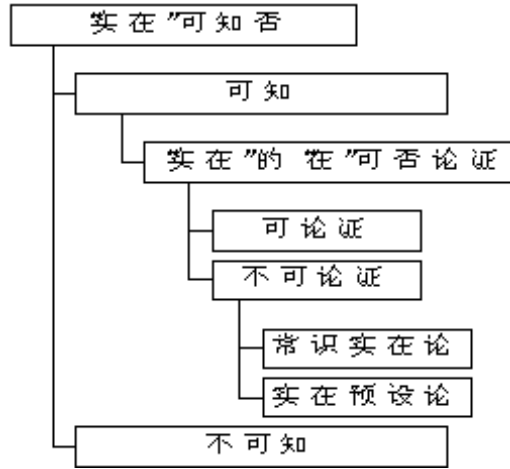 “实在”可知否
可知
“实在”的“在”可否论证
可论证
不可论证
常识实在论
实在预设论
不可知